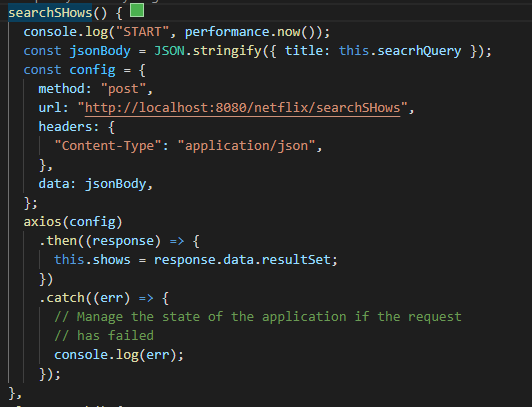 searchSHows() {
console.log("START", performance.now());
const jsonBody = JSON.stringify({ title: this.seacrhQuery });
const config = {
method: "post",
url: "http://localhost:8080/netflix/searchSHows",
headers: {
"Content-Type": "application/json",
},
data: jsonBody,
};
axios(config)
.then((response) => {
this.shows = response.data.resultSet;
})
.catch((err) => {
// Manage the state of the application if the request
// has failed
console.log(err);
});
},